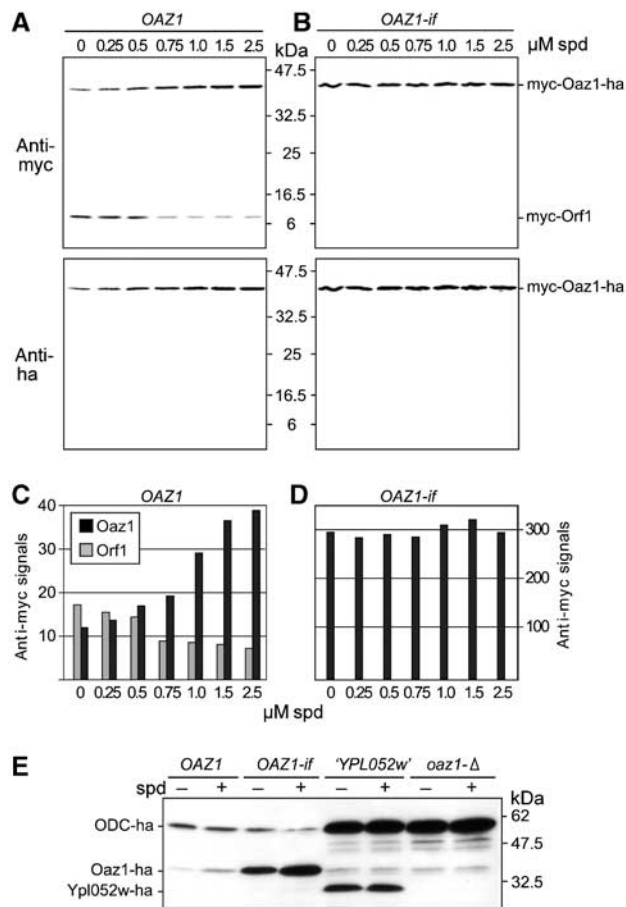 A OAZ1 B OAZ1-if
0 0.25 0.5 0.75 1.0 1.5 2.5 kDa 0 0.25 0.5 0.75 1.0 1.5 2.5 µM spd
Anti-myc
47.5
32.5
25
16.5
6
myc-Oaz1-ha
myc-Orf1
Anti-ha
47.5
32.5
25
16.5
6
myc-Oaz1-ha
C OAZ1 D OAZ1-if
Anti-myc signals
40
30
20
10
Oaz1
Orf1
0 0.25 0.5 0.75 1.0 1.5 2.5
300
200
100
Anti-myc signals
0 0.25 0.5 0.75 1.0 1.5 2.5
µM spd
E OAZ1 OAZ1-if 'YPL052w' oaz1-Δ
spd – + – + – + – + kDa
ODC-ha
Oaz1-ha
Ypl052w-ha
62
47.5
32.5